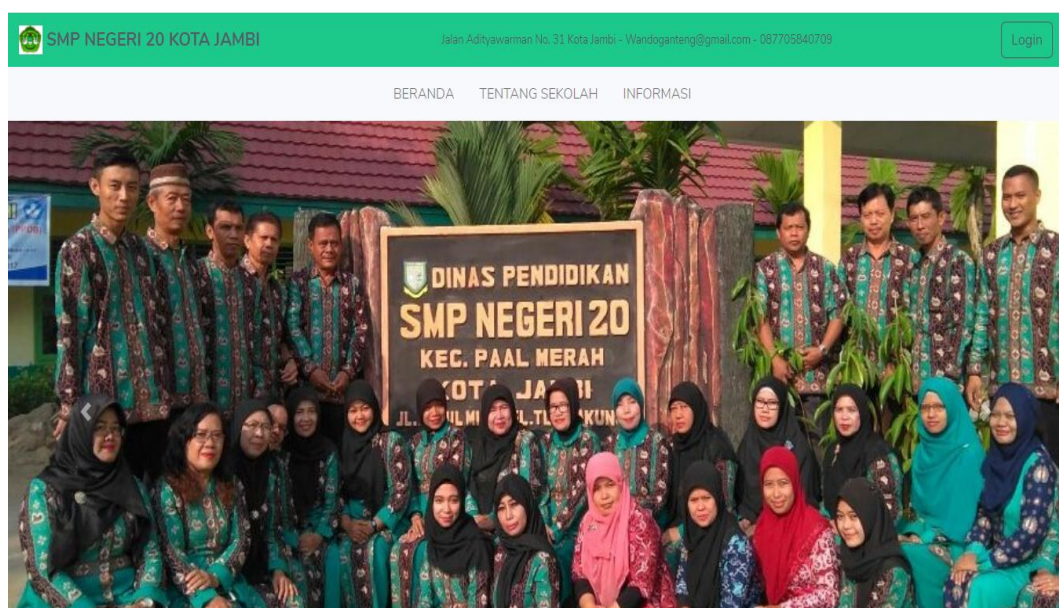 SMP NEGERI 20 KOTA JAMBI
Jalan Adityawarman No. 31 Kota Jambi - Wandoganteng@gmail.com - 087705840709
Login
BERANDA TENTANG SEKOLAH INFORMASI
DINAS PENDIDIKAN
SMP NEGERI 20
KEC. PAAL MERAH
KOTA JAMBI